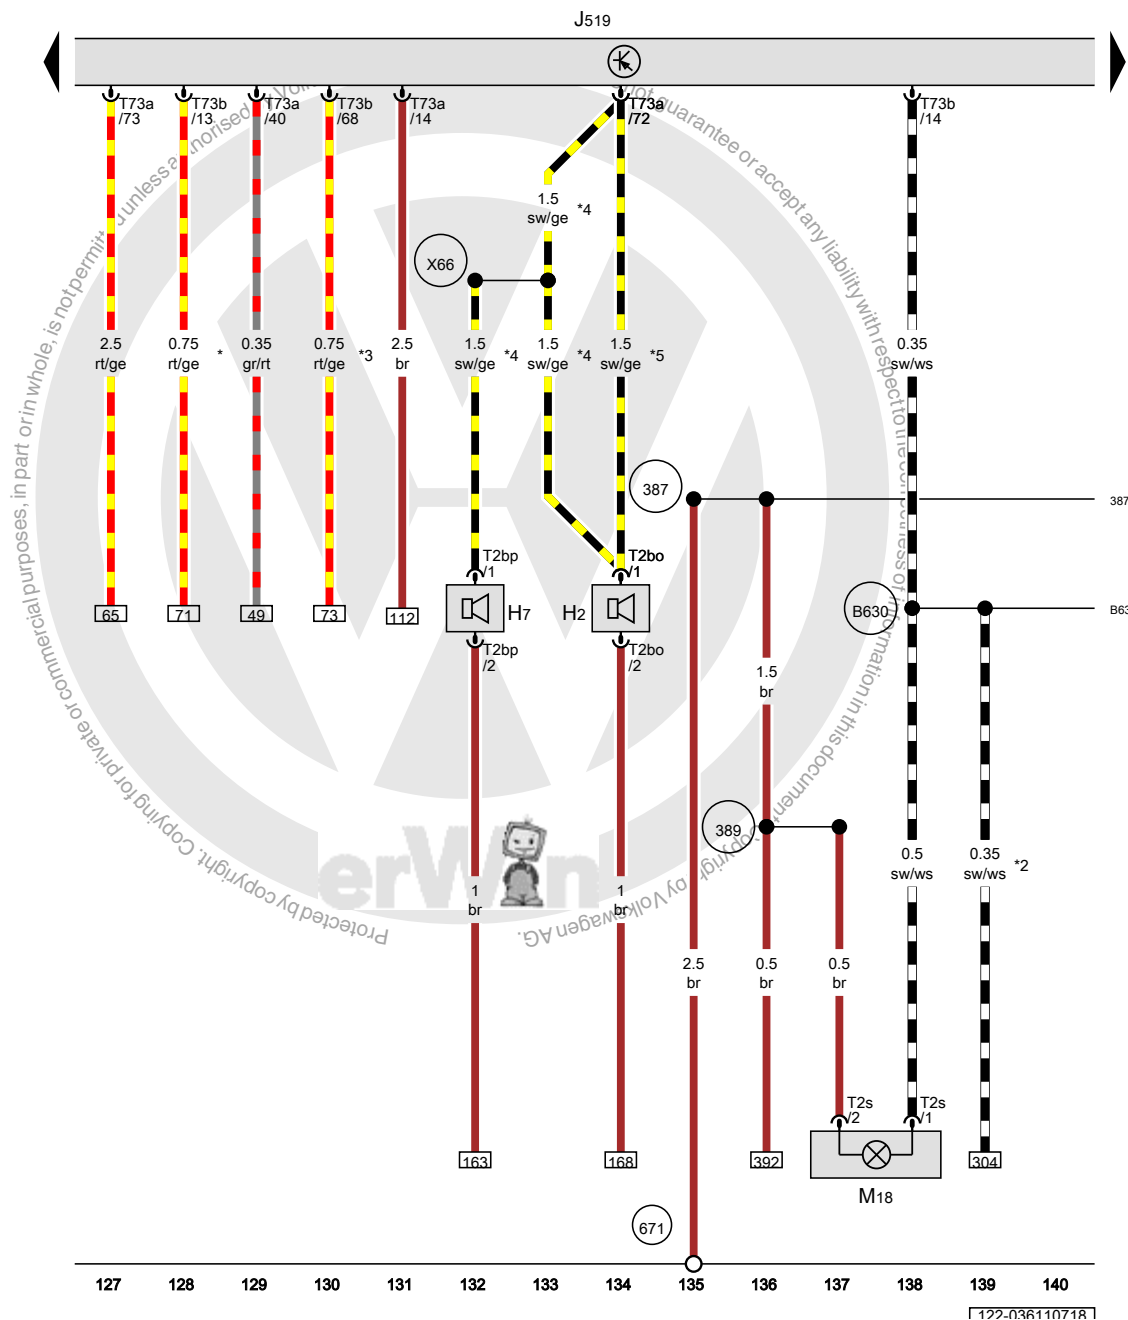 J519
T73a
/73
T73b
/13
T73a
/40
T73b
/68
T73a
/14
T73a
/72
T73b
/14
1.5
sw/ge *4
X66
2.5
rt/ge
0.75
rt/ge *
0.35
gr/rt
0.75
rt/ge *3
2.5
br
1.5
sw/ge *4
1.5
sw/ge *4
1.5
sw/ge *5
0.35
sw/ws
387
387
T2bp
/1
T2bo
/1
65
71
49
73
112
H7
H2
B630
B63
T2bp
/2
T2bo
/2
1.5
br
389
1
br
1
br
0.5
sw/ws
0.35
sw/ws *2
2.5
br
0.5
br
0.5
br
T2s
/2
T2s
/1
163
168
392
304
M18
671
127 128 129 130 131 132 133 134 135 136 137 138 139 140
122-036110718
erWin
Protected by copyright. Copying for private or commercial purposes, in part or in whole, is not permitted unless authorised by Volkswagen AG.
not guarantee or accept any liability with respect to the correctness of information in this document. Copyright by Volkswagen AG.